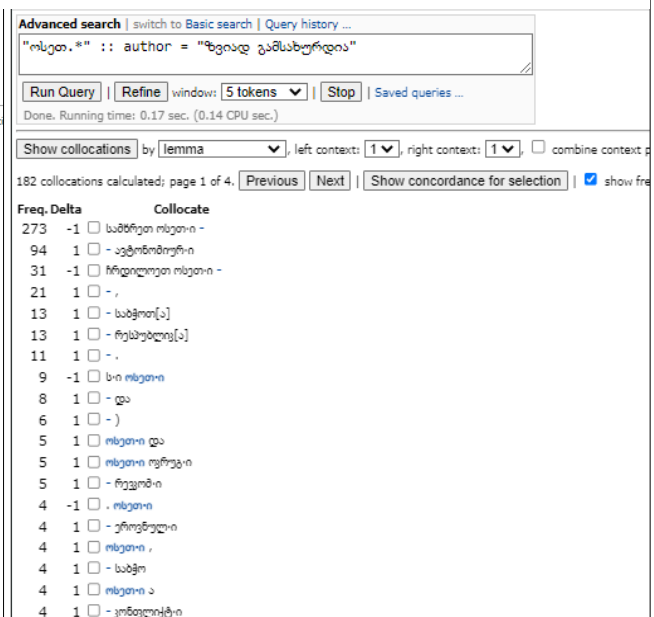 Advanced search | switch to Basic search | Query history ...
"ოსეთ.*" :: author = "ზვიად გამსახურდია"
Run Query | Refine window: 5 tokens | Stop | Saved queries ...
Done. Running time: 0.17 sec. (0.14 CPU sec.)
Show collocations by lemma , left context: 1 , right context: 1 , combine context
182 collocations calculated; page 1 of 4. Previous Next | Show concordance for selection | show
Freq. Delta Collocate
273 -1 სამხრეთ ოსეთ·ი -
94 1 - ავტონომიურ·ი
31 -1 ჩრდილოეთ ოსეთ·ი -
21 1 - ,
13 1 - საბჭოთ[ა]
13 1 - რესპუბლიკ[ა]
11 1 - .
9 -1 ს·ი ოსეთ·ი
8 1 - და
6 1 - )
5 1 ოსეთ·ი და
5 1 ოსეთ·ი
5 1 - რევკომ·ი
4 -1 . ოსეთ·ი
4 1 - ეროვნულ·ი
4 1 ოსეთ·ი ,
4 1 - საბჭო
4 1 ოსეთ·ი ა
4 1 - კონფლიქტ·ი